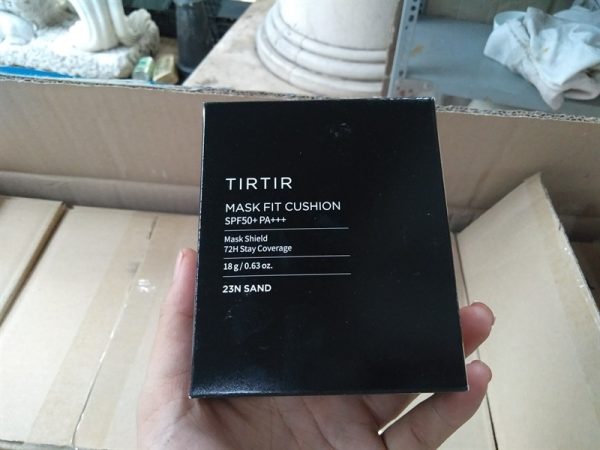 TIRTIR
MASK FIT CUSHION
SPF50+ PA+++
Mask Shield
72H Stay Coverage
18 g / 0.63 oz.
23N SAND